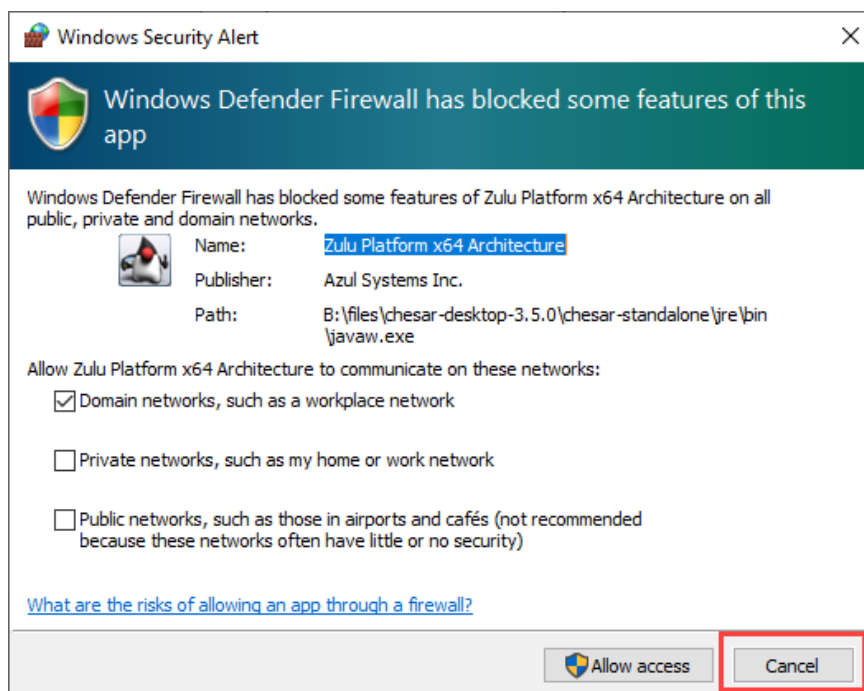 Windows Security Alert
Windows Defender Firewall has blocked some features of this
app
Windows Defender Firewall has blocked some features of Zulu Platform x64 Architecture on all
public, private and domain networks.
Name: Zulu Platform x64 Architecture
Publisher: Azul Systems Inc.
Path: B:\files\chesar-desktop-3.5.0\chesar-standalone\jre\bin
\javaw.exe
Allow Zulu Platform x64 Architecture to communicate on these networks:
Domain networks, such as a workplace network
Private networks, such as my home or work network
Public networks, such as those in airports and cafés (not recommended
because these networks often have little or no security)
What are the risks of allowing an app through a firewall?
Allow access Cancel